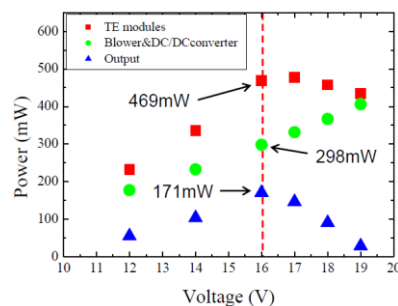 TE modules
Blower&DC/DCconverter
Output
600
500
400
300
200
100
0
Power (mW)
469mW
298mW
171mW
10 11 12 13 14 15 16 17 18 19 20
Voltage (V)